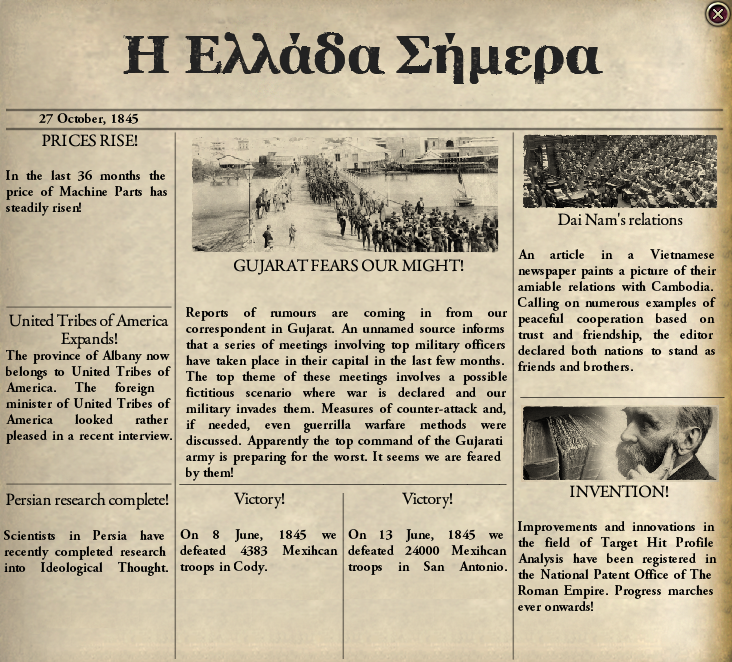 Η Ελλάδα Σήμερα
27 October, 1845
PRICES RISE!
In the last 36 months the
price of Machine Parts has
steadily risen!
United Tribes of America
Expands!
The province of Albany now
belongs to United Tribes of
America. The foreign
minister of United Tribes of
America looked rather
pleased in a recent interview.
Persian research complete!
Scientists in Persia have
recently completed research
into Ideological Thought.
GUJARAT FEARS OUR MIGHT!
Reports of rumours are coming in from our
correspondent in Gujarat. An unnamed source informs
that a series of meetings involving top military officers
have taken place in their capital in the last few months.
The top theme of these meetings involves a possible
fictitious scenario where war is declared and our
military invades them. Measures of counter-attack and,
if needed, even guerrilla warfare methods were
discussed. Apparently the top command of the Gujarati
army is preparing for the worst. It seems we are feared
by them!
Victory!
On 8 June, 1845 we
defeated 4383 Mexihcan
troops in Cody.
Victory!
On 13 June, 1845 we
defeated 24000 Mexihcan
troops in San Antonio.
Dai Nam's relations
An article in a Vietnamese
newspaper paints a picture of their
amiable relations with Cambodia.
Calling on numerous examples of
peaceful cooperation based on
trust and friendship, the editor
declared both nations to stand as
friends and brothers.
INVENTION!
Improvements and innovations in
the field of Target Hit Profile
Analysis have been registered in
the National Patent Office of The
Roman Empire. Progress marches
ever onwards!